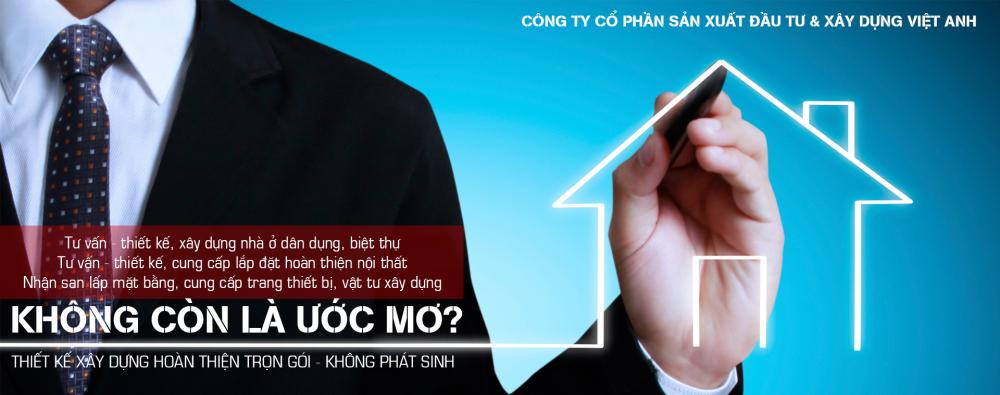 CÔNG TY CỔ PHẦN SẢN XUẤT ĐẦU TƯ & XÂY DỰNG VIỆT ANH
Tư vấn - thiết kế, xây dựng nhà ở dân dụng, biệt thự
Tư vấn - thiết kế, cung cấp lắp đặt hoàn thiện nội thất
Nhận san lấp mặt bằng, cung cấp trang thiết bị, vật tư xây dựng
KHÔNG CÒN LÀ ƯỚC MƠ?
THIẾT KẾ XÂY DỰNG HOÀN THIỆN TRỌN GÓI - KHÔNG PHÁT SINH